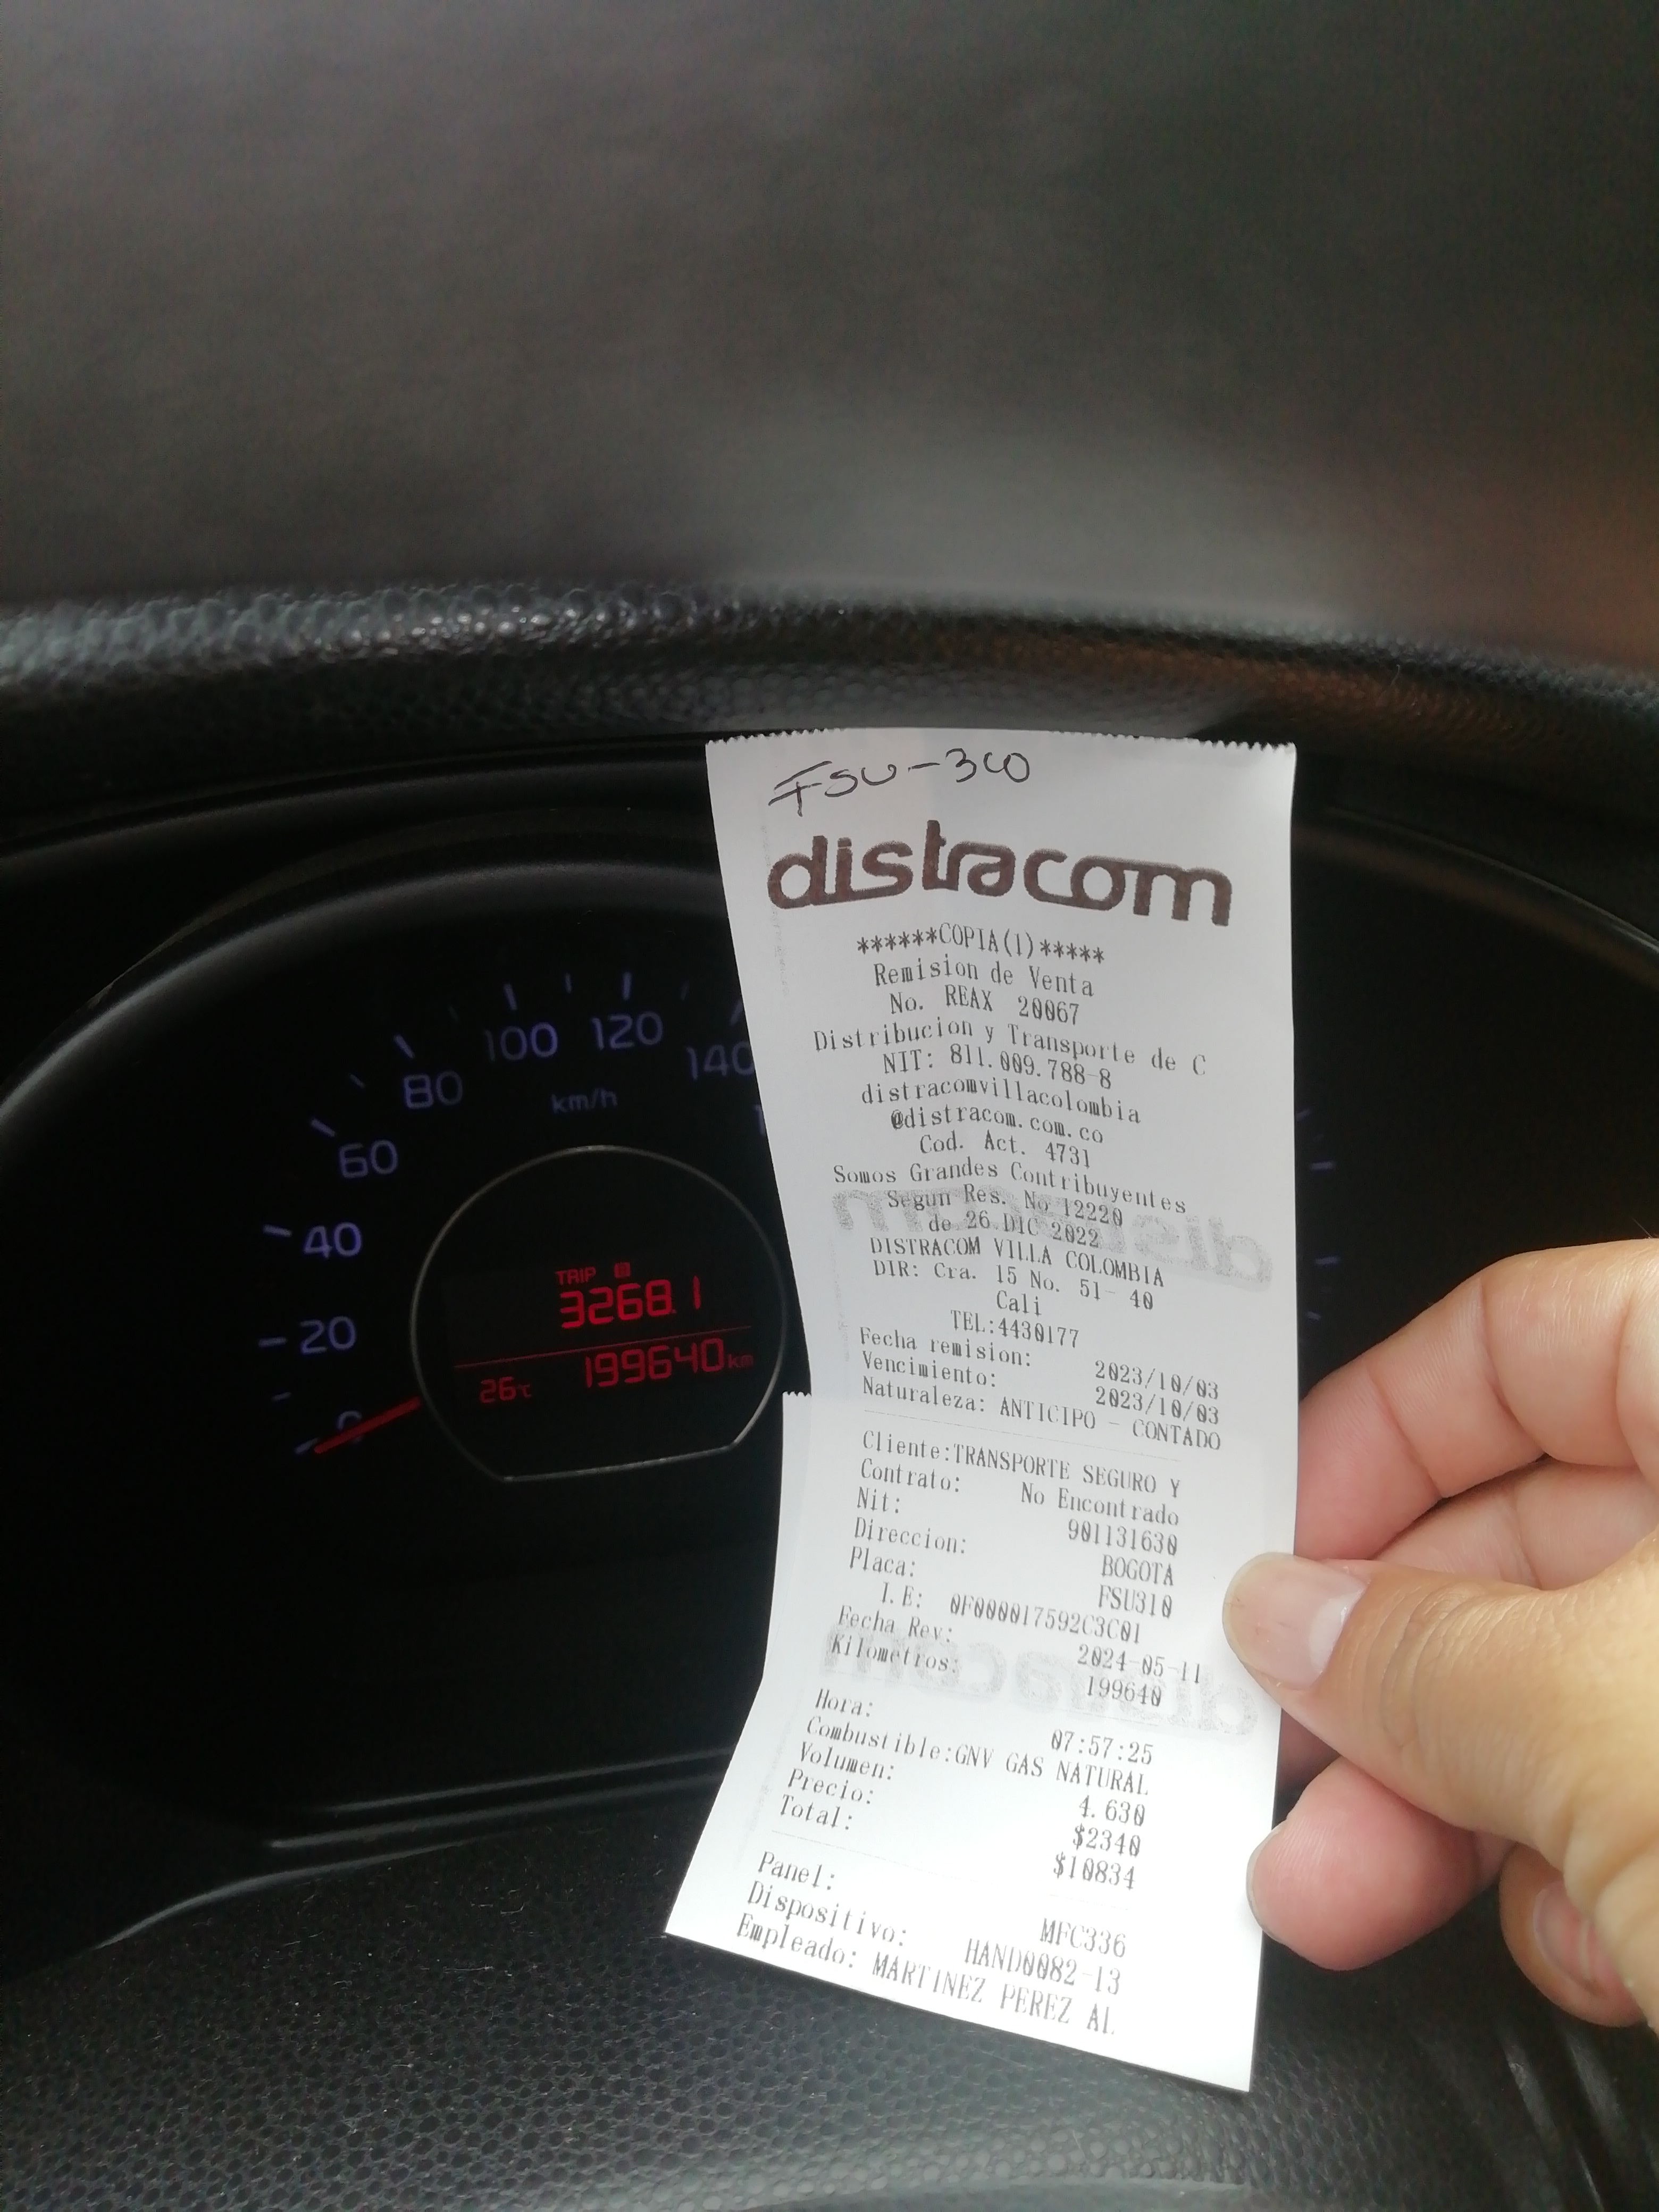 FSU-310
distracom
******COPIA(1)*****
Remision de Venta
No. REAX 20067
Distribucion y Transporte de C
NIT: 811.009.788-8
distracomvillacolombia
@distracom.com.co
Cod. Act. 4731
Somos Grandes Contribuyentes
Segun Res. No 12220
de 26 DIC 2022
DISTRACOM VILLA COLOMBIA
DIR: Cra. 15 No. 51- 40
Cali
TEL:4430177
Fecha remision: 2023/10/03
Vencimiento: 2023/10/03
Naturaleza: ANTICIPO - CONTADO
Cliente:TRANSPORTE SEGURO Y
Contrato: No Encontrado
Nit: 901131630
Direccion: BOGOTA
Placa: FSU310
I.E: 0F000017592C3C01
Fecha Rev: 2024-05-11
Kilometros: 199640
Hora: 07:57:25
Combustible:GNV GAS NATURAL
Volumen: 4.630
Precio: $2340
Total: $10834
Panel: MFC336
Dispositivo: HAND0082-13
Empleado: MARTINEZ PEREZ AL
100 120
80 140
km/h
60
40
20
0
TRIP B
3268.1
199640km
26°C